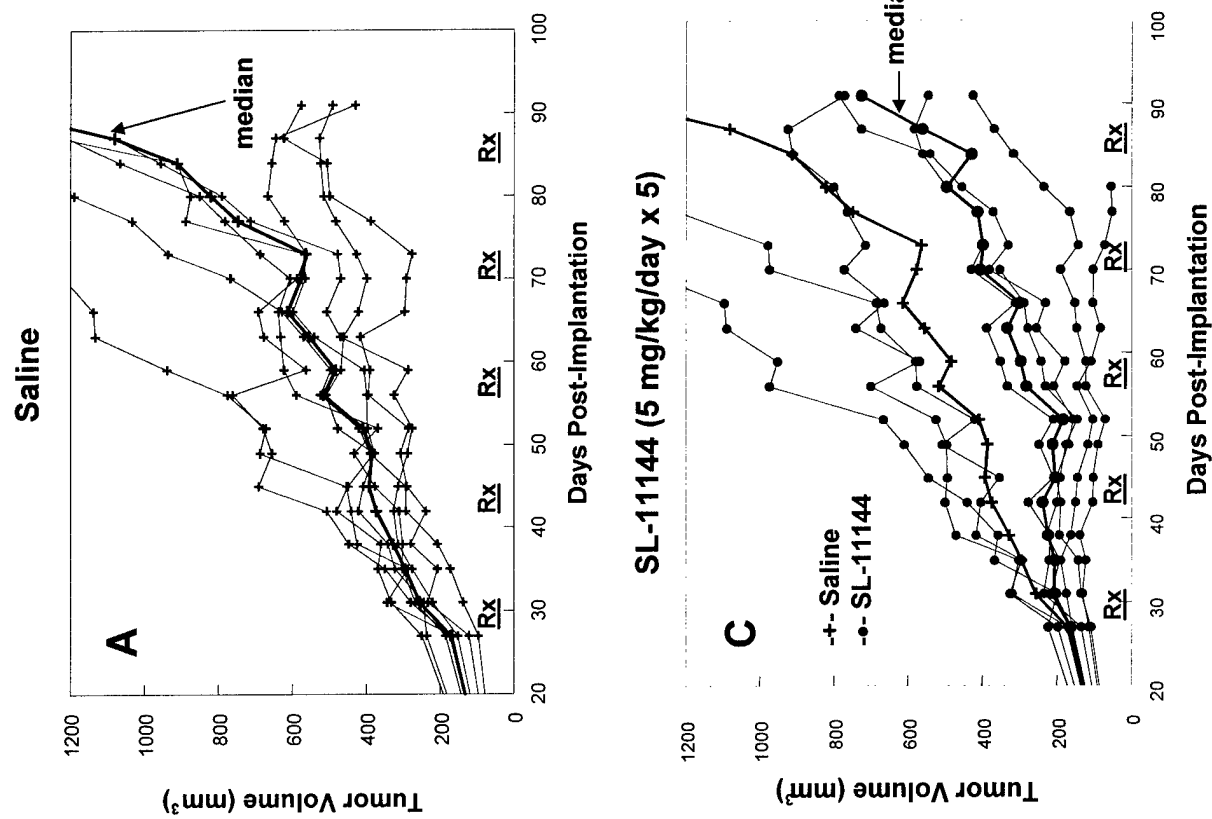 Saline
A
median
Rx Rx Rx Rx Rx
1200
1000
800
600
400
200
0
20 30 40 50 60 70 80 90 100
Tumor Volume (mm³)
Days Post-Implantation
SL-11144 (5 mg/kg/day x 5)
C
-+- Saline
-●- SL-11144
Rx Rx Rx Rx Rx
1200
1000
800
600
400
200
0
20 30 40 50 60 70 80 90 100
Tumor Volume (mm³)
Days Post-Implantation